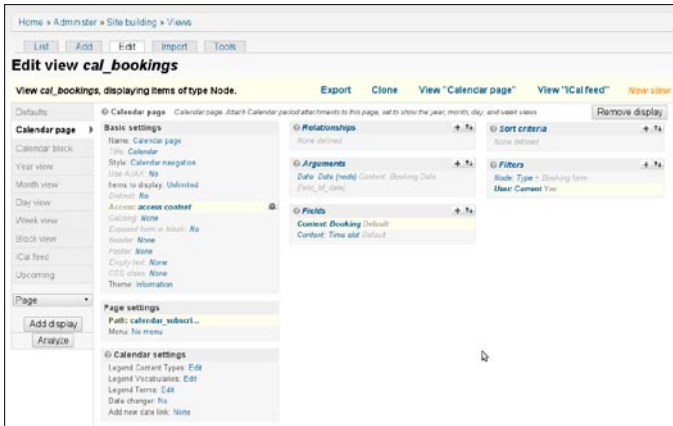 Home » Administer » Site building » Views
List
Add
Edit
Import
Tools
Edit view cal_bookings
View cal_bookings, displaying items of type Node.
Export
Clone
View "Calendar page"
View "iCal feed"
New view
Defaults
Calendar page
Calendar block
Year view
Month view
Day view
Week view
Block view
iCal feed
Upcoming
Page
Add display
Analyze
Calendar page Calendar page. Attach Calendar period attachments to this page, set to show the year, month, day, and week views.
Remove display
Basic settings
Name: Calendar page
Title: Calendar
Style: Calendar navigation
Use AJAX: No
Items to display: Unlimited
Distinct: No
Access: access content
Caching: None
Exposed form in block: No
Header: None
Footer: None
Empty text: None
CSS class: None
Theme: Information
Page settings
Path: calendar_subscri...
Menu: No menu
Calendar settings
Legend Content Types: Edit
Legend Vocabularies: Edit
Legend Terms: Edit
Date changer: No
Add new date link: None
Relationships
None defined
Arguments
Date: Date (node) Content: Booking Date
(field_bf_date)
Fields
Content: Booking Default
Content: Time slot Default
Sort criteria
None defined
Filters
Node: Type = Booking form
User: Current Yes